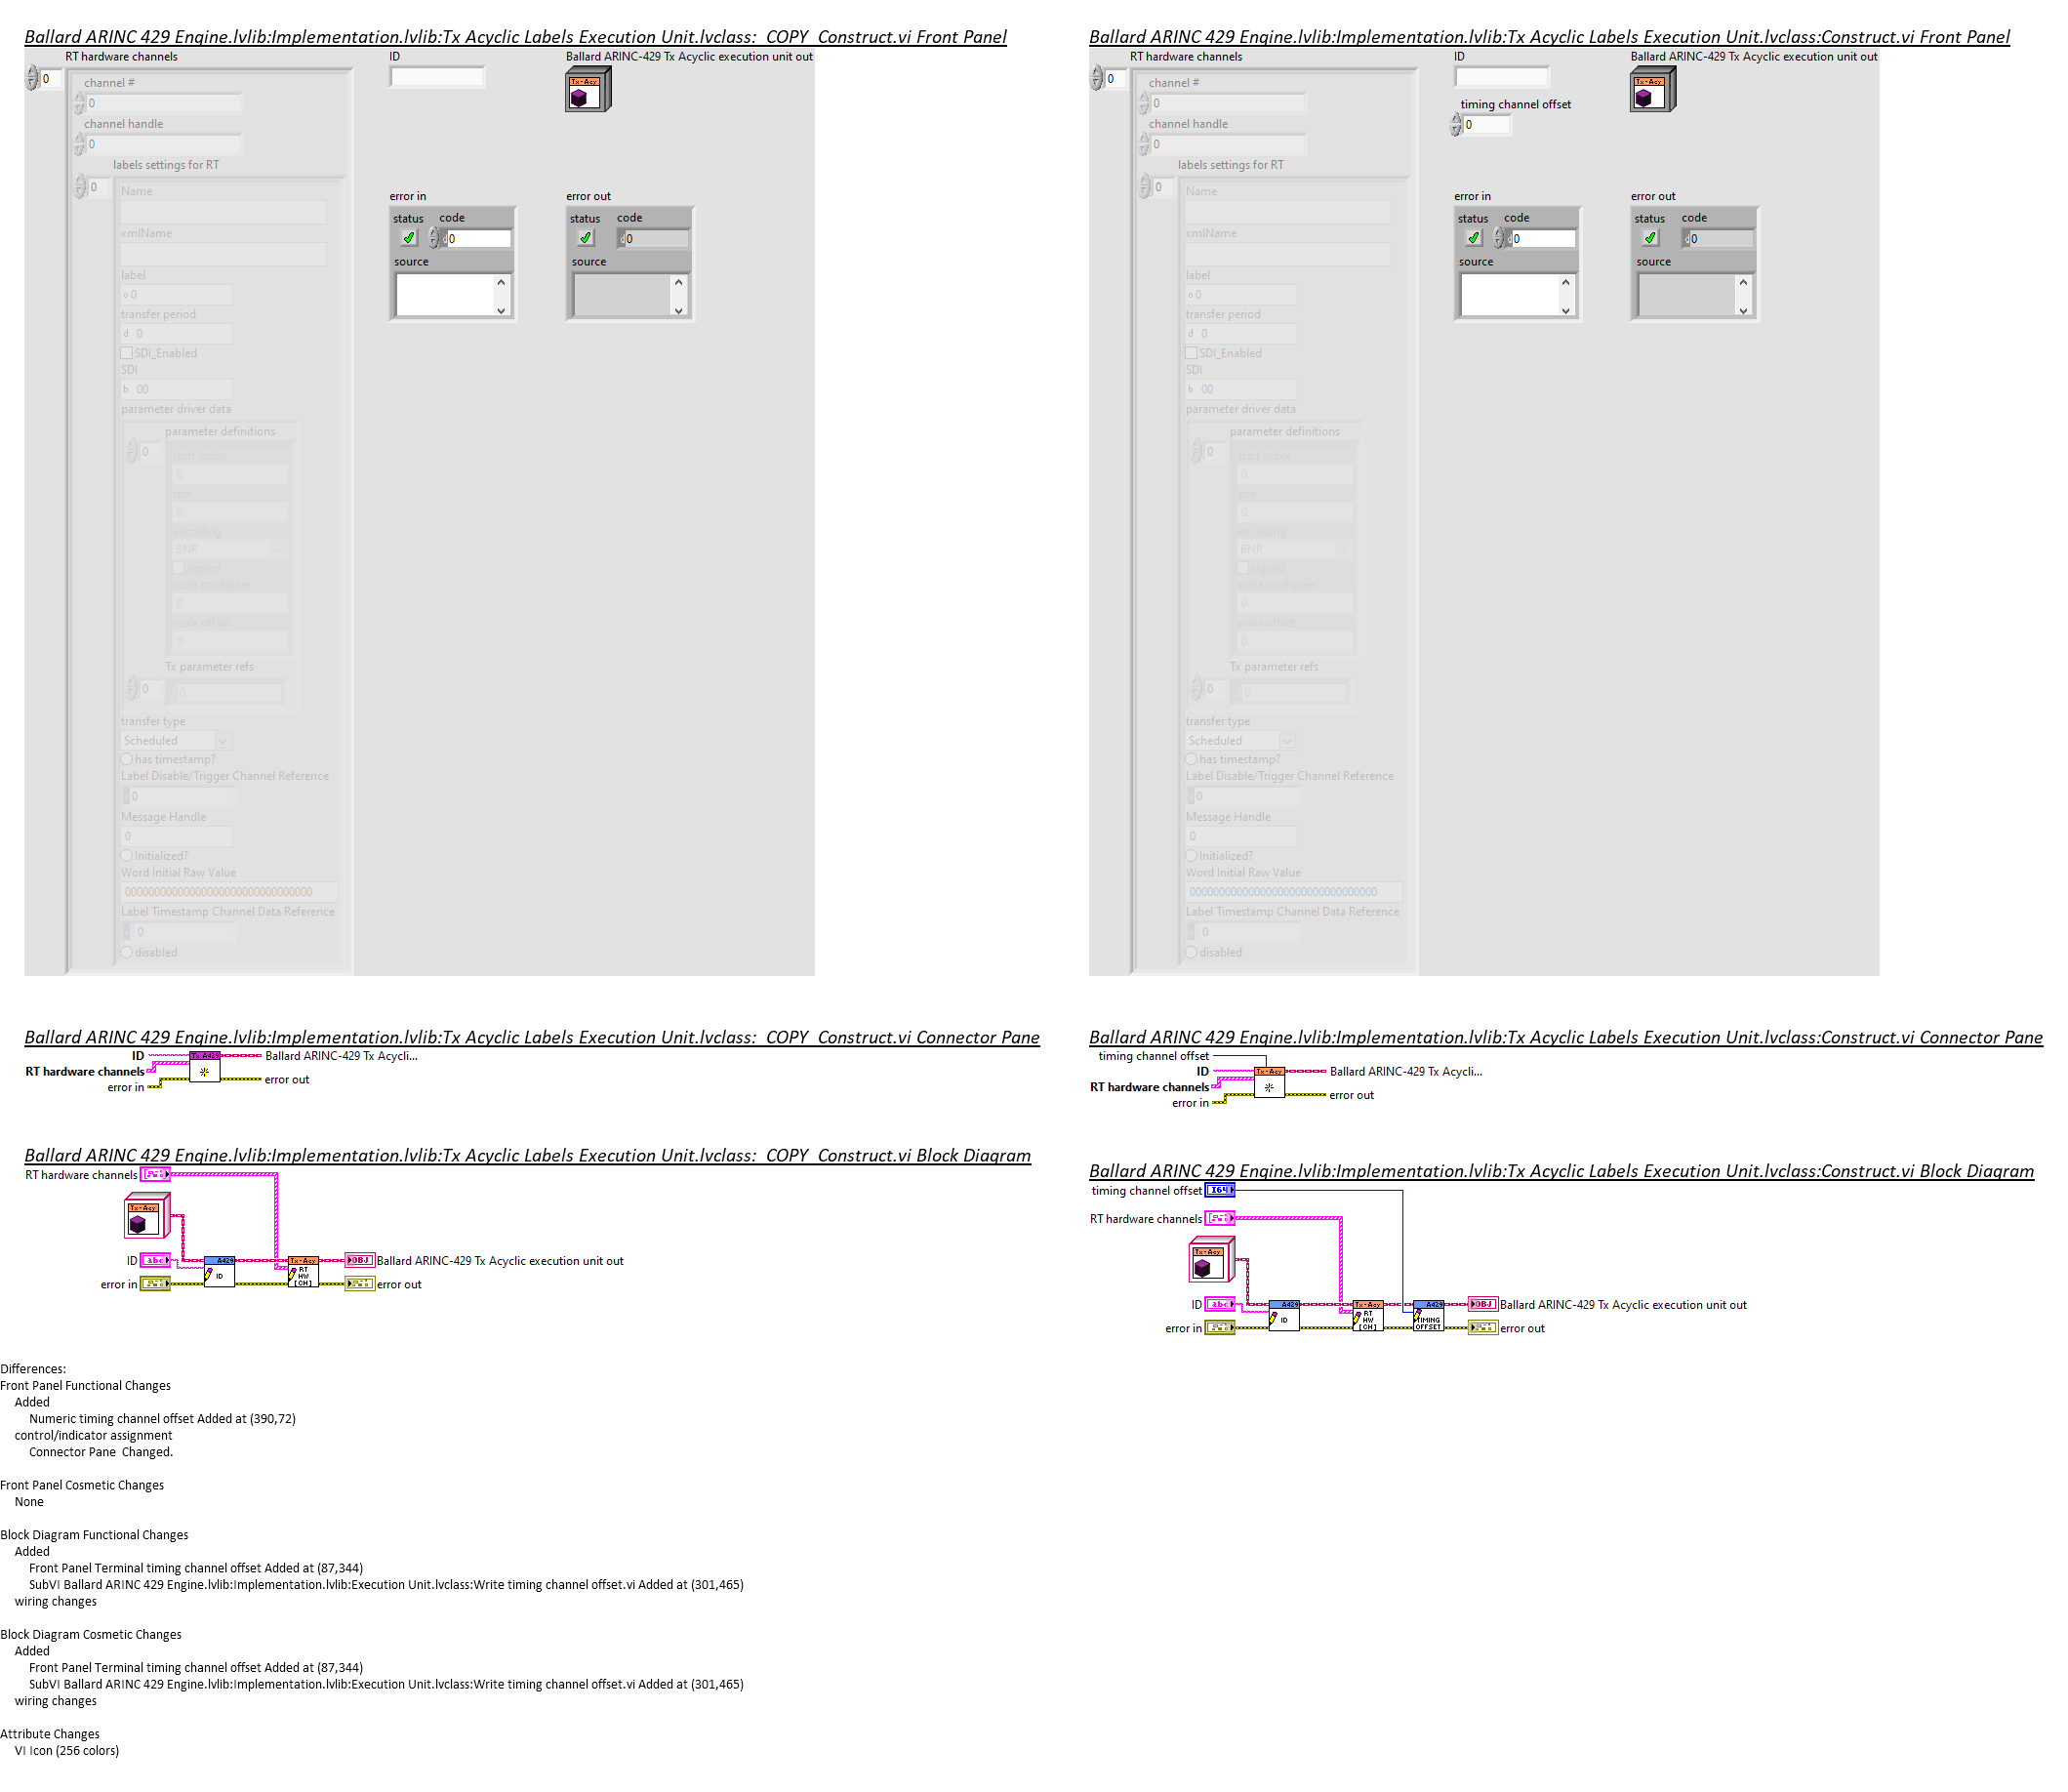 Ballard ARINC 429 Engine.lvlib:Implementation.lvlib:Tx Acyclic Labels Execution Unit.lvclass:_COPY_Construct.vi Front Panel
RT hardware channels
ID
Ballard ARINC-429 Tx Acyclic execution unit out
0
Tx-Acy
channel #
0
channel handle
0
labels settings for RT
0
Name
xmlName
label
o 0
transfer period
d 0
SDI_Enabled
SDI
b 00
parameter driver data
parameter definitions
0
start index
0
size
0
encoding
BNR
signed
scale multiplier
0
scale offset
0
Tx parameter refs
0
0
transfer type
Scheduled
has timestamp?
Label Disable/Trigger Channel Reference
0
Message Handle
0
Initialized?
Word Initial Raw Value
00000000000000000000000000000000
Label Timestamp Channel Data Reference
0
disabled
error in
status code
d 0
source
error out
status code
d 0
source
Ballard ARINC 429 Engine.lvlib:Implementation.lvlib:Tx Acyclic Labels Execution Unit.lvclass:Construct.vi Front Panel
RT hardware channels
ID
Ballard ARINC-429 Tx Acyclic execution unit out
0
Tx-Acy
timing channel offset
0
channel #
0
channel handle
0
labels settings for RT
0
Name
xmlName
label
o 0
transfer period
d 0
SDI_Enabled
SDI
b 00
parameter driver data
parameter definitions
0
start index
0
size
0
encoding
BNR
signed
scale multiplier
0
scale offset
0
Tx parameter refs
0
0
transfer type
Scheduled
has timestamp?
Label Disable/Trigger Channel Reference
0
Message Handle
0
Initialized?
Word Initial Raw Value
00000000000000000000000000000000
Label Timestamp Channel Data Reference
0
disabled
error in
status code
d 0
source
error out
status code
d 0
source
Ballard ARINC 429 Engine.lvlib:Implementation.lvlib:Tx Acyclic Labels Execution Unit.lvclass:_COPY_Construct.vi Connector Pane
ID
Tx A429
Ballard ARINC-429 Tx Acycli...
RT hardware channels
error in
error out
Ballard ARINC 429 Engine.lvlib:Implementation.lvlib:Tx Acyclic Labels Execution Unit.lvclass:Construct.vi Connector Pane
timing channel offset
ID
Tx-Acy
Ballard ARINC-429 Tx Acycli...
RT hardware channels
error in
error out
Ballard ARINC 429 Engine.lvlib:Implementation.lvlib:Tx Acyclic Labels Execution Unit.lvclass:_COPY_Construct.vi Block Diagram
RT hardware channels
Tx-Acy
ID
abc
A429
ID
Tx-Acy
RT
HW
[CH]
OBJ
Ballard ARINC-429 Tx Acyclic execution unit out
error in
error out
Ballard ARINC 429 Engine.lvlib:Implementation.lvlib:Tx Acyclic Labels Execution Unit.lvclass:Construct.vi Block Diagram
timing channel offset
I64
RT hardware channels
Tx-Acy
ID
abc
A429
ID
Tx-Acy
RT
HW
[CH]
A429
TIMING
OFFSET
OBJ
Ballard ARINC-429 Tx Acyclic execution unit out
error in
error out
Differences:
Front Panel Functional Changes
Added
Numeric timing channel offset Added at (390,72)
control/indicator assignment
Connector Pane  Changed.
Front Panel Cosmetic Changes
None
Block Diagram Functional Changes
Added
Front Panel Terminal timing channel offset Added at (87,344)
SubVI Ballard ARINC 429 Engine.lvlib:Implementation.lvlib:Execution Unit.lvclass:Write timing channel offset.vi Added at (301,465)
wiring changes
Block Diagram Cosmetic Changes
Added
Front Panel Terminal timing channel offset Added at (87,344)
SubVI Ballard ARINC 429 Engine.lvlib:Implementation.lvlib:Execution Unit.lvclass:Write timing channel offset.vi Added at (301,465)
wiring changes
Attribute Changes
VI Icon (256 colors)